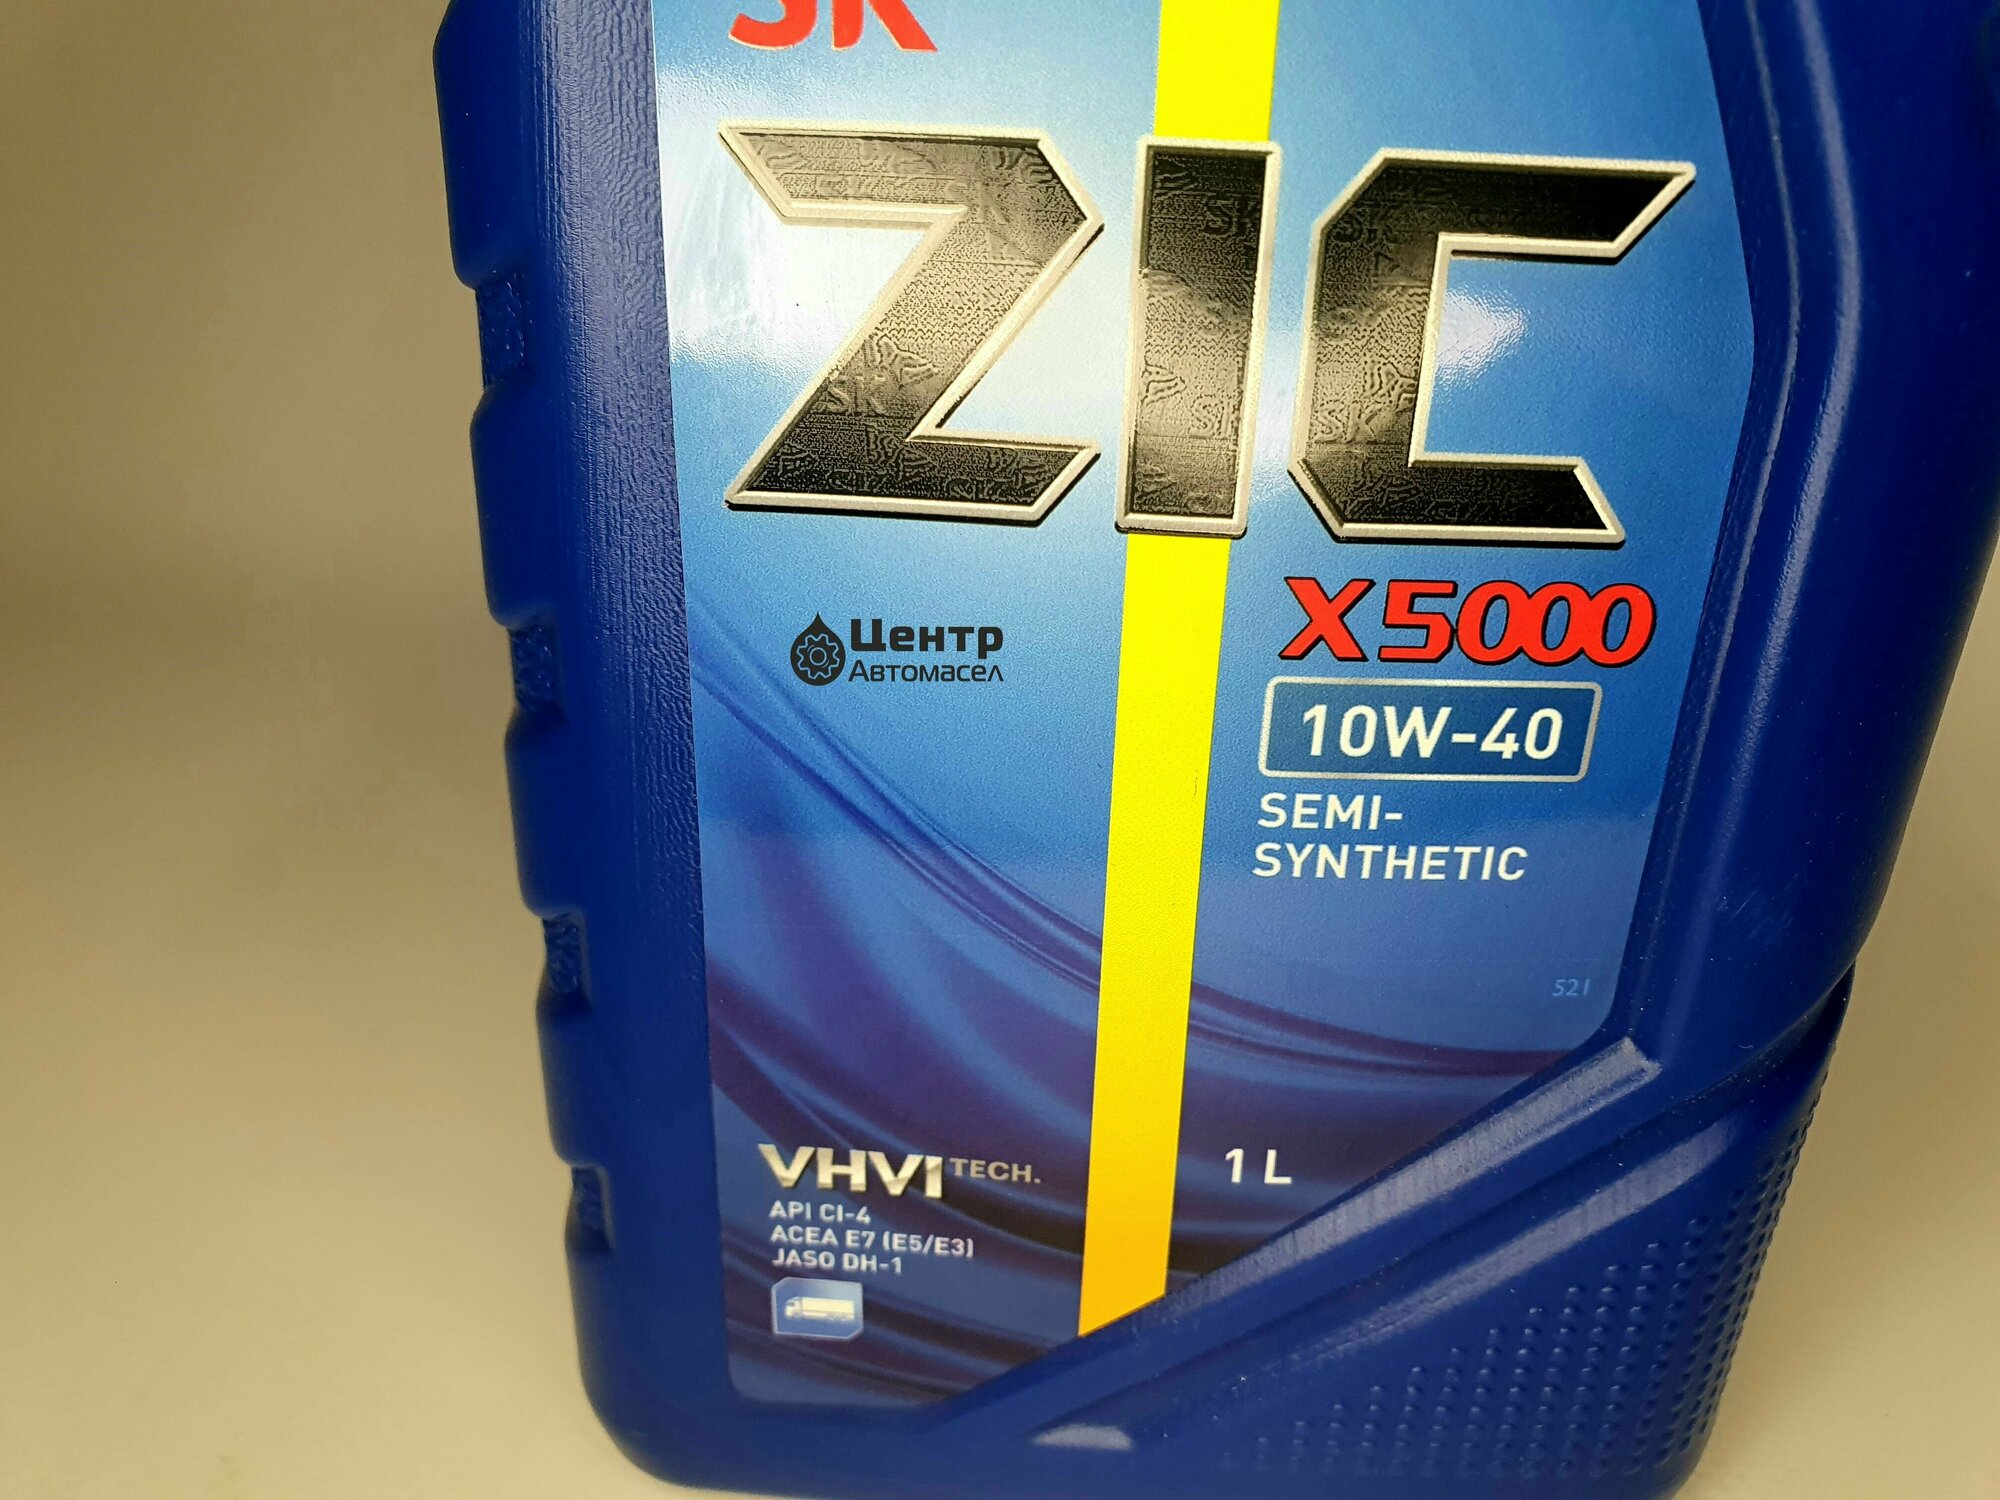 SK
ZIC
X5000
Центр
Автомасел
10W-40
SEMI-
SYNTHETIC
52 I
VHVI TECH.
1 L
API CI-4
ACEA E7 (E5/E3)
JASO DH-1